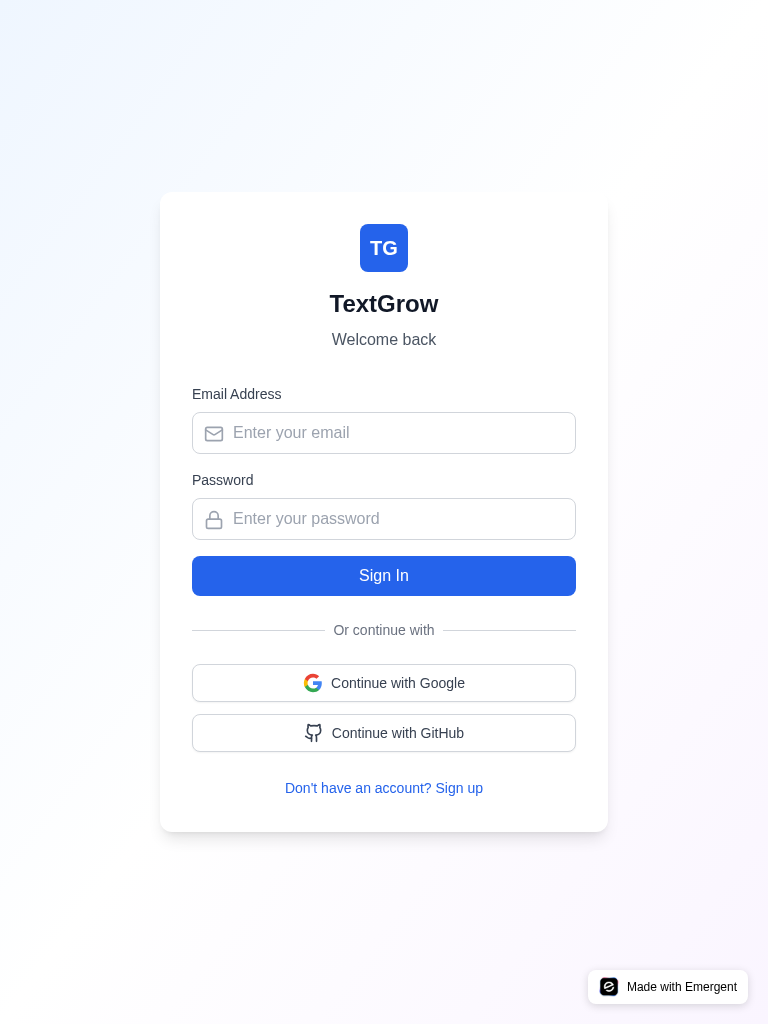 TG
TextGrow
Welcome back
Email Address
Enter your email
Password
Enter your password
Sign In
Or continue with
Continue with Google
Continue with GitHub
Don't have an account? Sign up
Made with Emergent